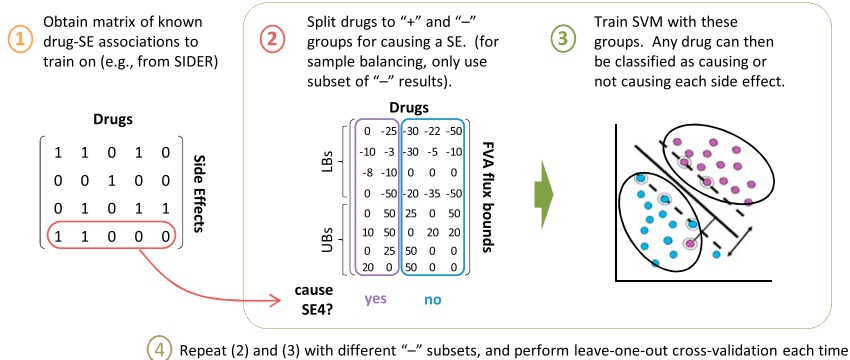 1
Obtain matrix of known
drug-SE associations to
train on (e.g., from SIDER)
Drugs
1 1 0 1 0
0 0 1 0 0
0 1 0 1 1
1 1 0 0 0
Side Effects
2
Split drugs to “+” and “–”
groups for causing a SE. (for
sample balancing, only use
subset of “–” results).
Drugs
LBs
0 -25 -30 -22 -50
-10 -3 -30 -5 -10
-8 -10 0 0 0
0 -50 -20 -35 -50
UBs
0 50 25 0 50
10 50 0 20 20
0 25 50 0 0
20 0 50 0 0
FVA flux bounds
cause
SE4?
yes no
3
Train SVM with these
groups. Any drug can then
be classified as causing or
not causing each side effect.
4 Repeat (2) and (3) with different “–” subsets, and perform leave-one-out cross-validation each time